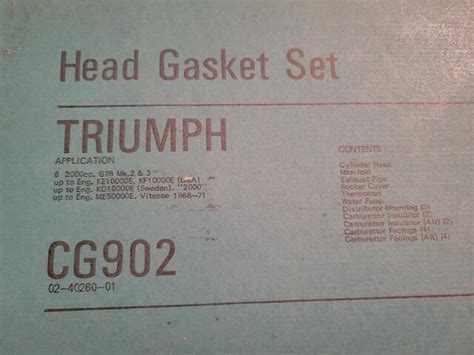 Head Gasket Set
TRIUMPH
APPLICATION
6 2000cc. GT6 Mk.2 & 3
up to Eng. KE10000E, KF10000E (USA)
up to Eng. KG10000E (Sweden). "2000"
up to Eng. ME50000E. Vitesse 1968-71
CG902
02-40260-01
CONTENTS
Cylinder Head
Manifold
Exhaust Pipe
Rocker Cover
Thermostat
Water Pump
Distributor Mounting (3)
Carburettor Insulator (2)
Carburettor Insulator (Alt) (2)
Carburettor Facings (4)
Carburettor Facings (Alt) (4)